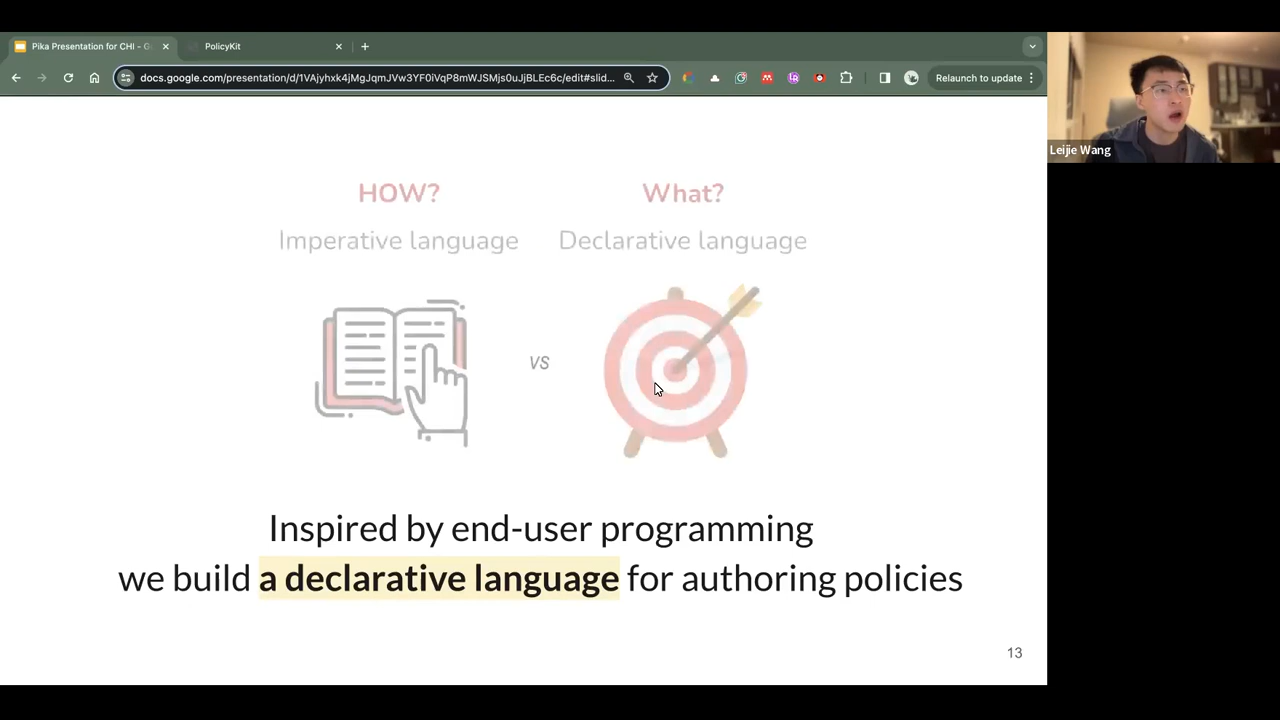 Pika Presentation for CHI - G
PolicyKit
docs.google.com/presentation/d/1VAjyhxk4jMgJqmJVw3YF0iVqP8mWJSMjs0uJjBLEc6c/edit#slid...
Relaunch to update
Leijie Wang
HOW?
What?
Imperative language
Declarative language
VS
Inspired by end-user programming
we build a declarative language for authoring policies
13